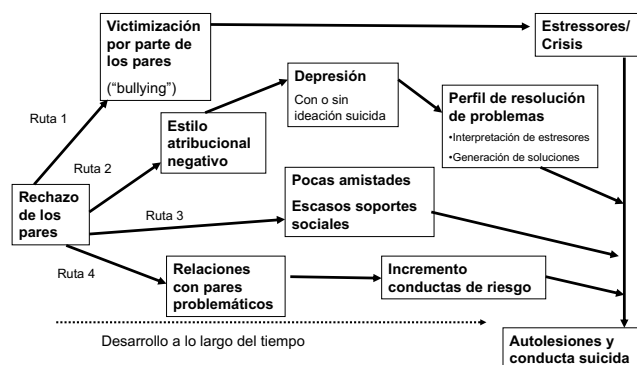 Victimización
por parte de
los pares
("bullying")
Estressores/
Crisis
Ruta 1
Depresión
Con o sin
ideación suicida
Perfil de resolución
de problemas
•Interpretación de estresores
•Generación de soluciones
Estilo
atribucional
negativo
Ruta 2
Rechazo
de los
pares
Ruta 3
Pocas amistades
Escasos soportes
sociales
Ruta 4
Relaciones
con pares
problemáticos
Incremento
conductas de riesgo
Desarrollo a lo largo del tiempo
Autolesiones y
conducta suicida